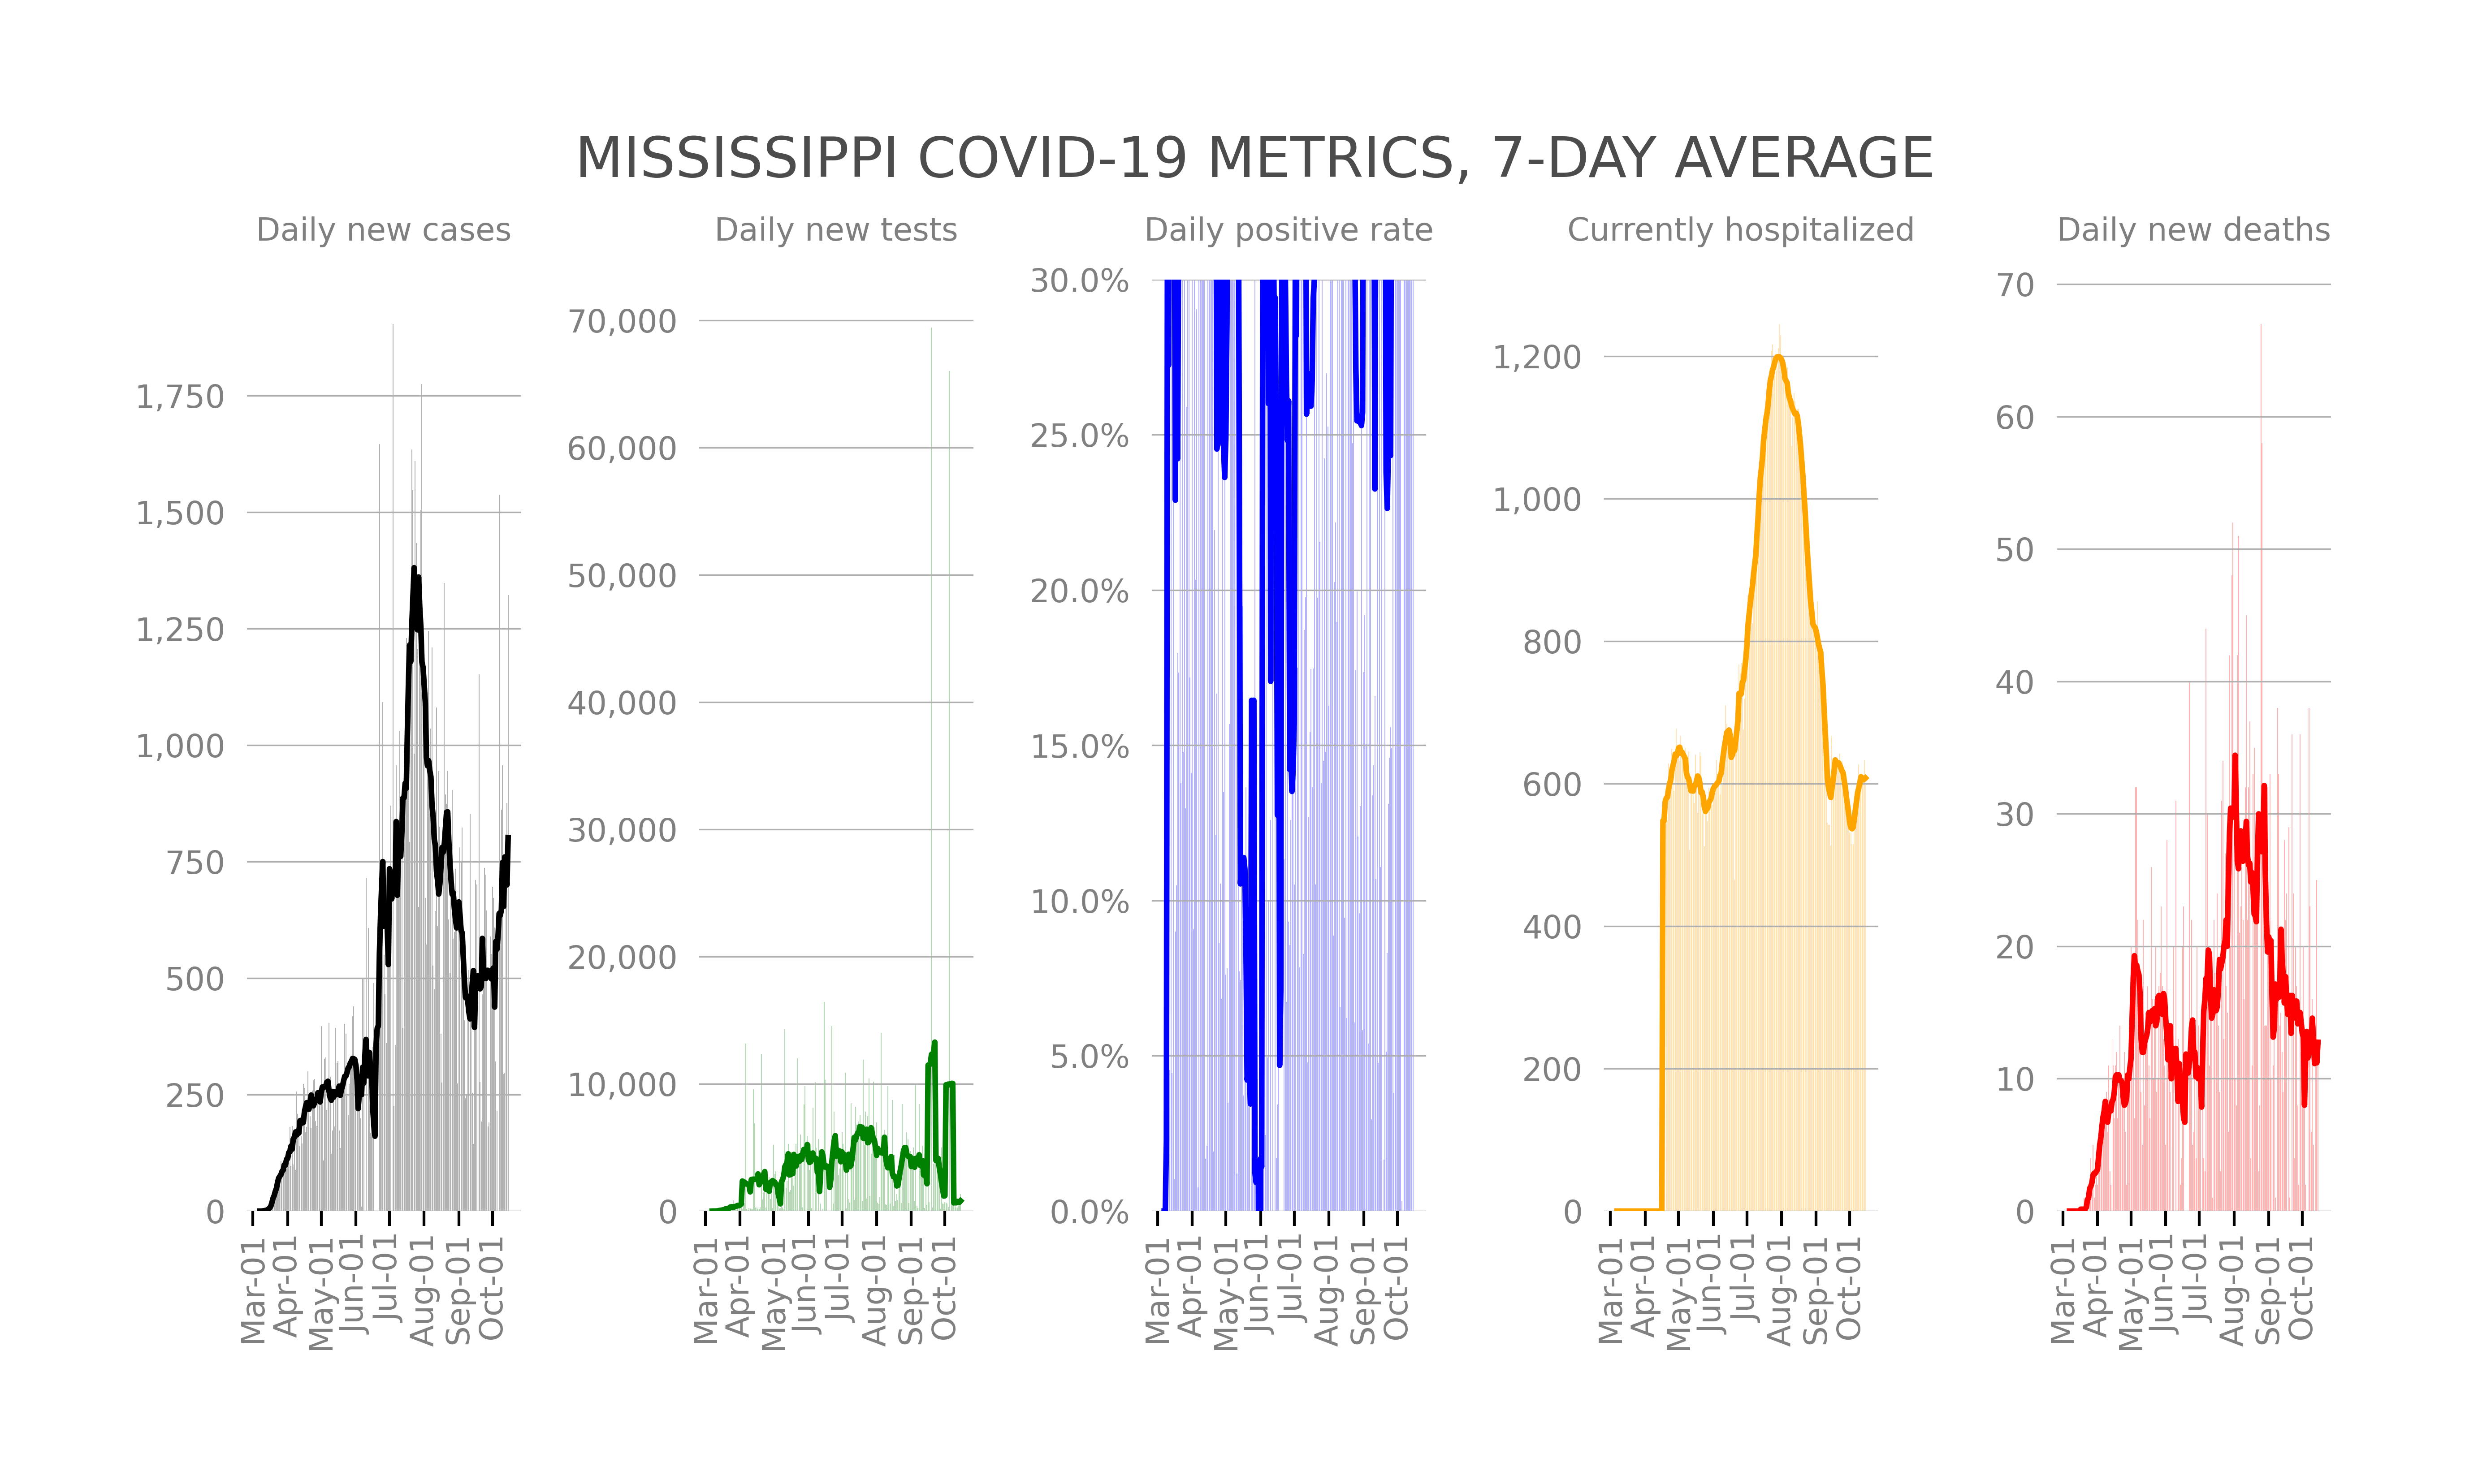 MISSISSIPPI COVID-19 METRICS, 7-DAY AVERAGE
Daily new cases
1,750
1,500
1,250
1,000
750
500
250
0
Mar-01
Apr-01
May-01
Jun-01
Jul-01
Aug-01
Sep-01
Oct-01
Daily new tests
70,000
60,000
50,000
40,000
30,000
20,000
10,000
0
Mar-01
Apr-01
May-01
Jun-01
Jul-01
Aug-01
Sep-01
Oct-01
Daily positive rate
30.0%
25.0%
20.0%
15.0%
10.0%
5.0%
0.0%
Mar-01
Apr-01
May-01
Jun-01
Jul-01
Aug-01
Sep-01
Oct-01
Currently hospitalized
1,200
1,000
800
600
400
200
0
Mar-01
Apr-01
May-01
Jun-01
Jul-01
Aug-01
Sep-01
Oct-01
Daily new deaths
70
60
50
40
30
20
10
0
Mar-01
Apr-01
May-01
Jun-01
Jul-01
Aug-01
Sep-01
Oct-01